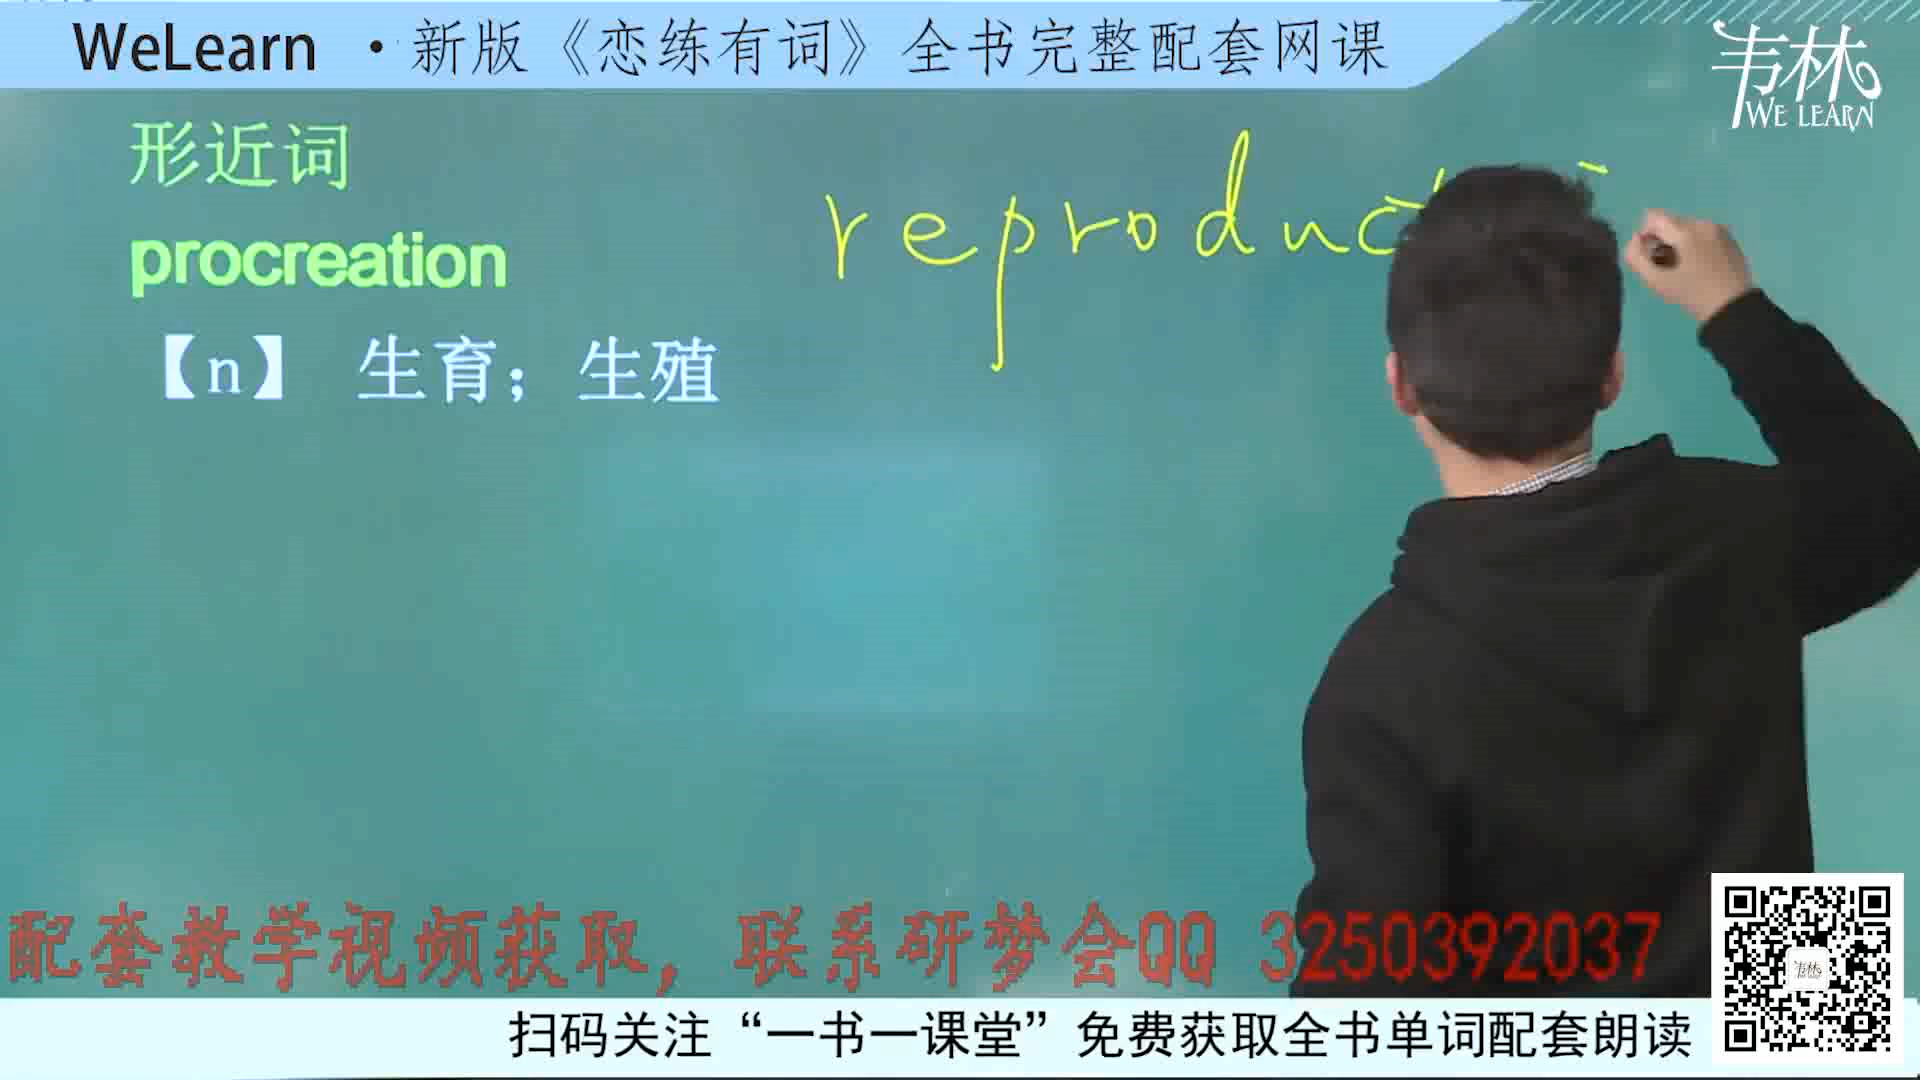 WeLearn ·新版《恋练有词》全书完整配套网课
韦林
WE LEARN
形近词
procreation
【n】 生育；生殖
reproduc
配套教学视频获取，联系研梦会QQ 3250392037
扫码关注“一书一课堂”免费获取全书单词配套朗读
韦林